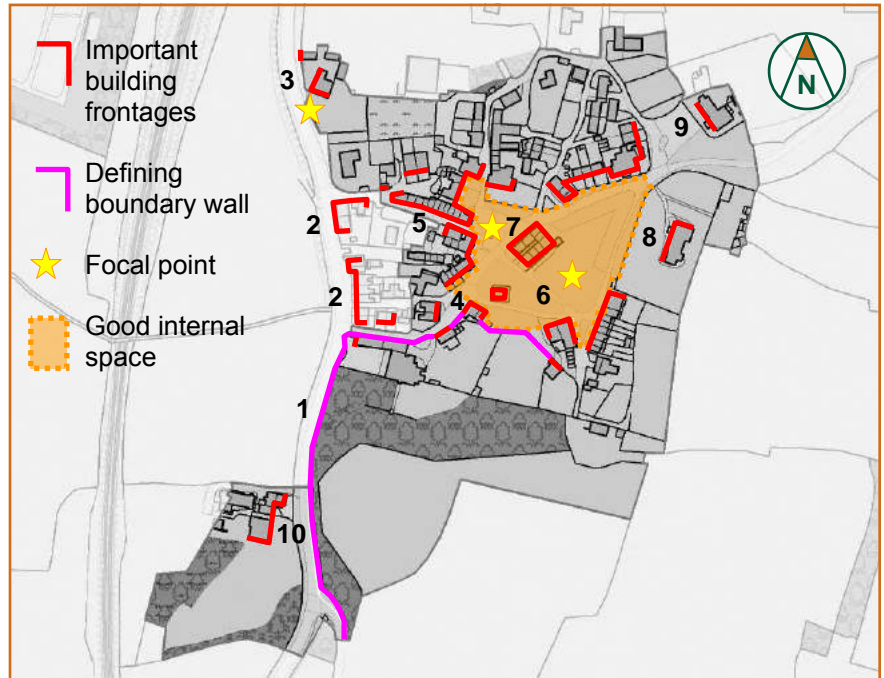 Important
building
frontages
Defining
boundary wall
Focal point
Good internal
space
N
3
9
2
5
7
8
2
4
6
1
10